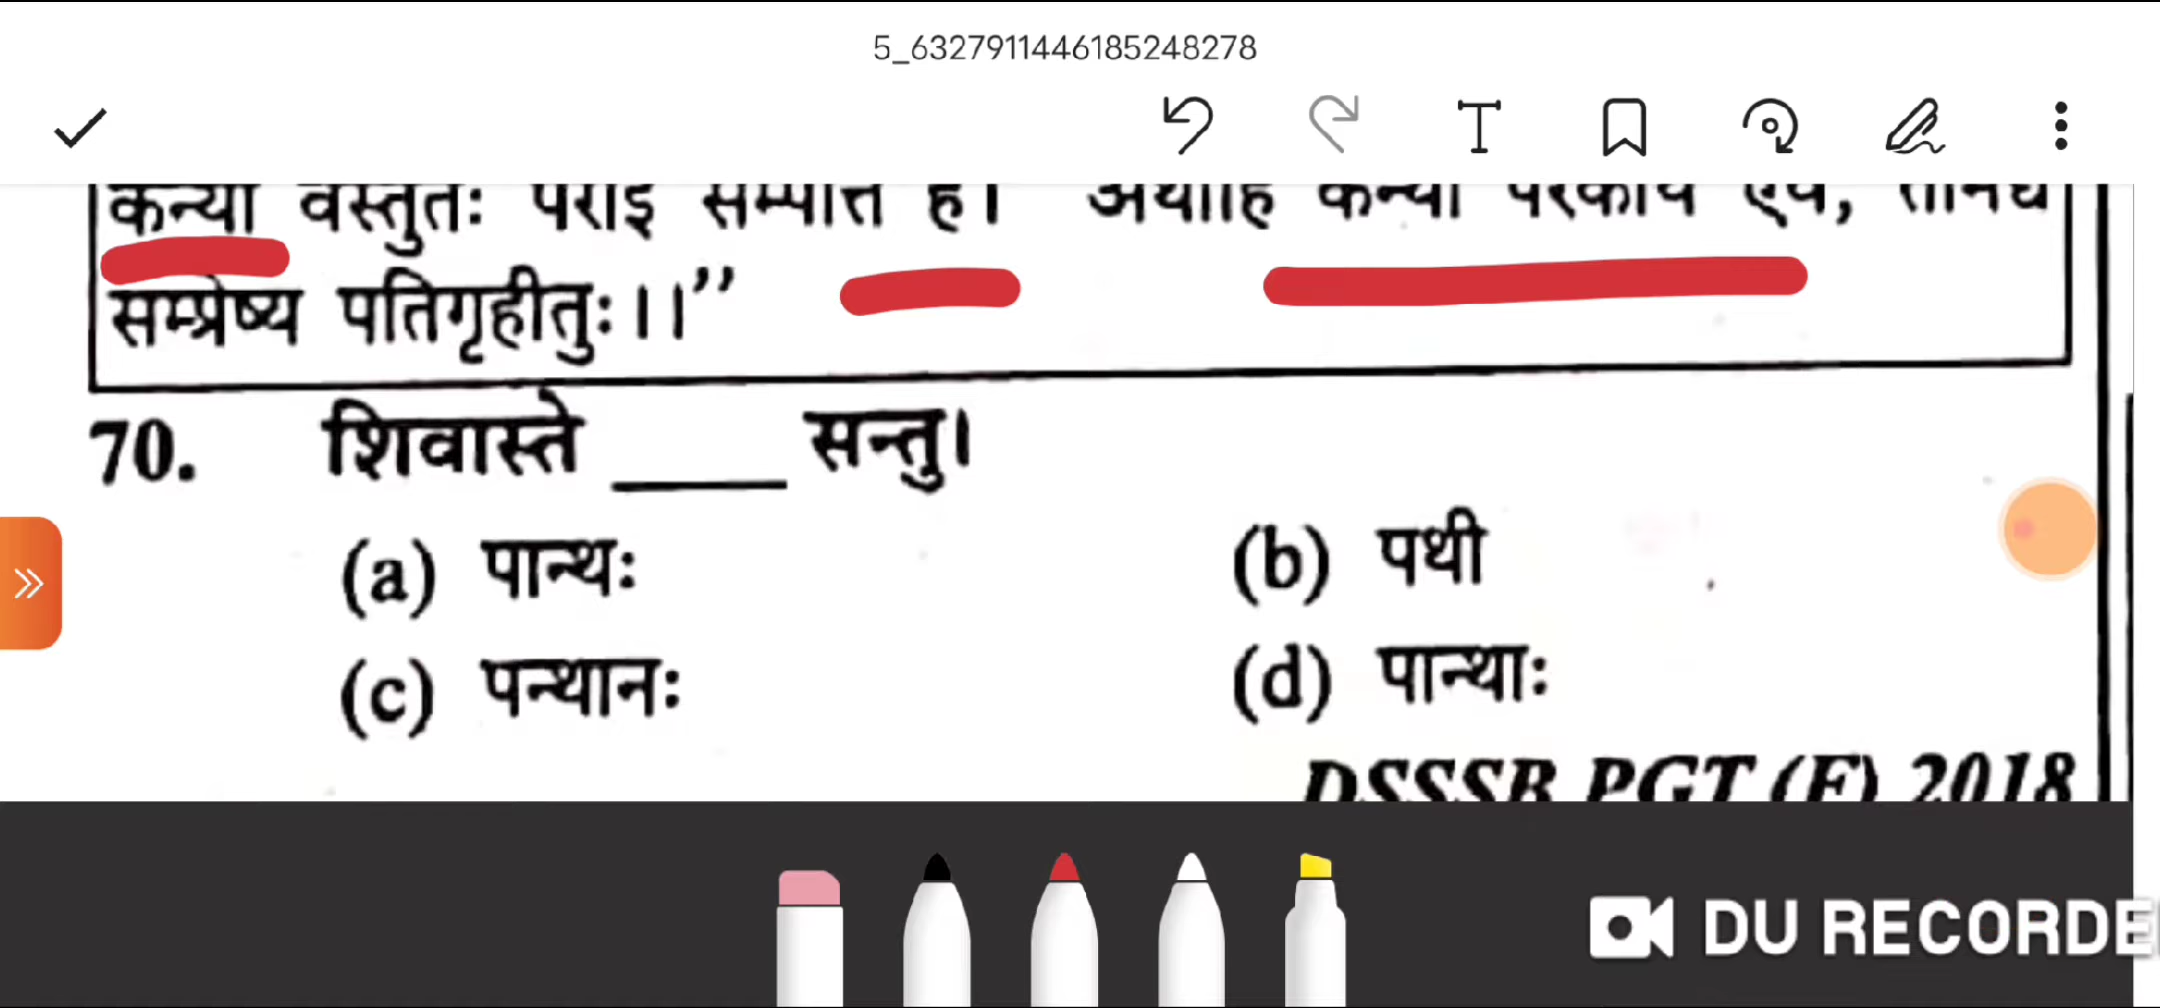 5_6327911446185248278
कन्या वस्तुतः पराई सम्पत्ति है। अर्थोहि कन्या परकीय एव, तामद्य
सम्प्रेष्य पतिगृहीतुः।।”
70. शिवास्ते ____ सन्तु।
(a) पान्थः (b) पथी
(c) पन्थानः (d) पान्थाः
DSSSB PGT (F) 2018
DU RECORDE